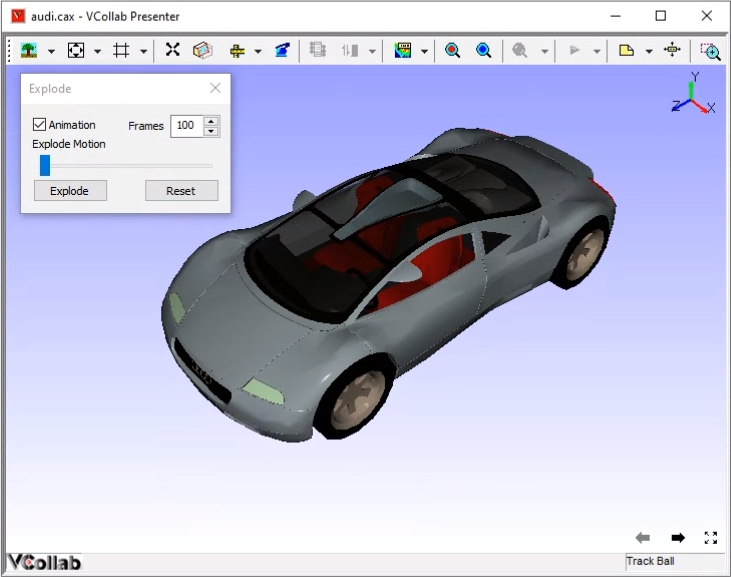 audi.cax - VCollab Presenter
Explode
Animation
Frames 100
Explode Motion
Explode
Reset
Y
Z
X
VCollab
Track Ball